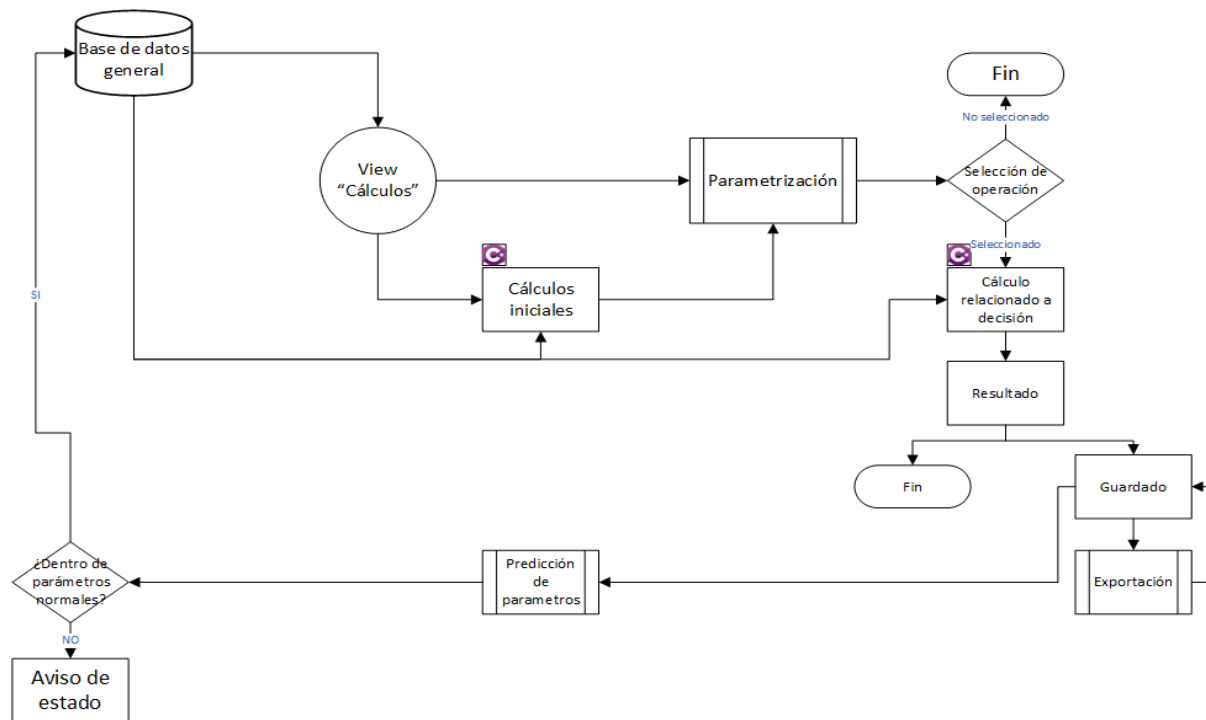 Base de datos
general
Fin
No seleccionado
View
“Cálculos”
Parametrización
Selección de
operación
Seleccionado
Cálculos
iniciales
Cálculo
relacionado a
decisión
SI
Resultado
Fin
Guardado
¿Dentro de
parámetros
normales?
Predicción
de
parametros
Exportación
NO
Aviso de
estado